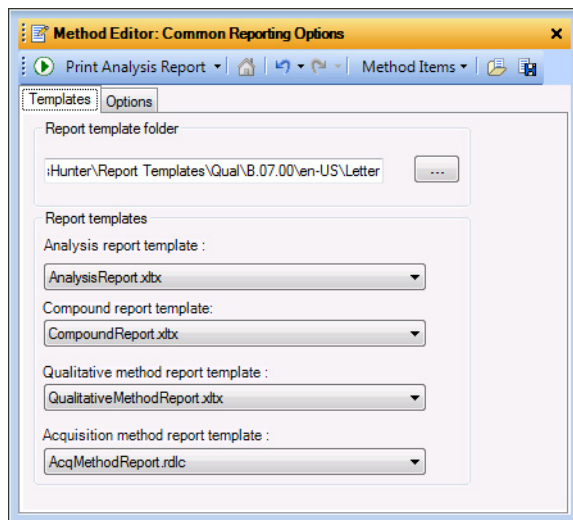 Method Editor: Common Reporting Options
Print Analysis Report Method Items
Templates Options
Report template folder
:Hunter\Report Templates\Qual\B.07.00\en-US\Letter ...
Report templates
Analysis report template :
AnalysisReport.xltx
Compound report template:
CompoundReport.xltx
Qualitative method report template :
QualitativeMethodReport.xltx
Acquisition method report template :
AcqMethodReport.rdlc